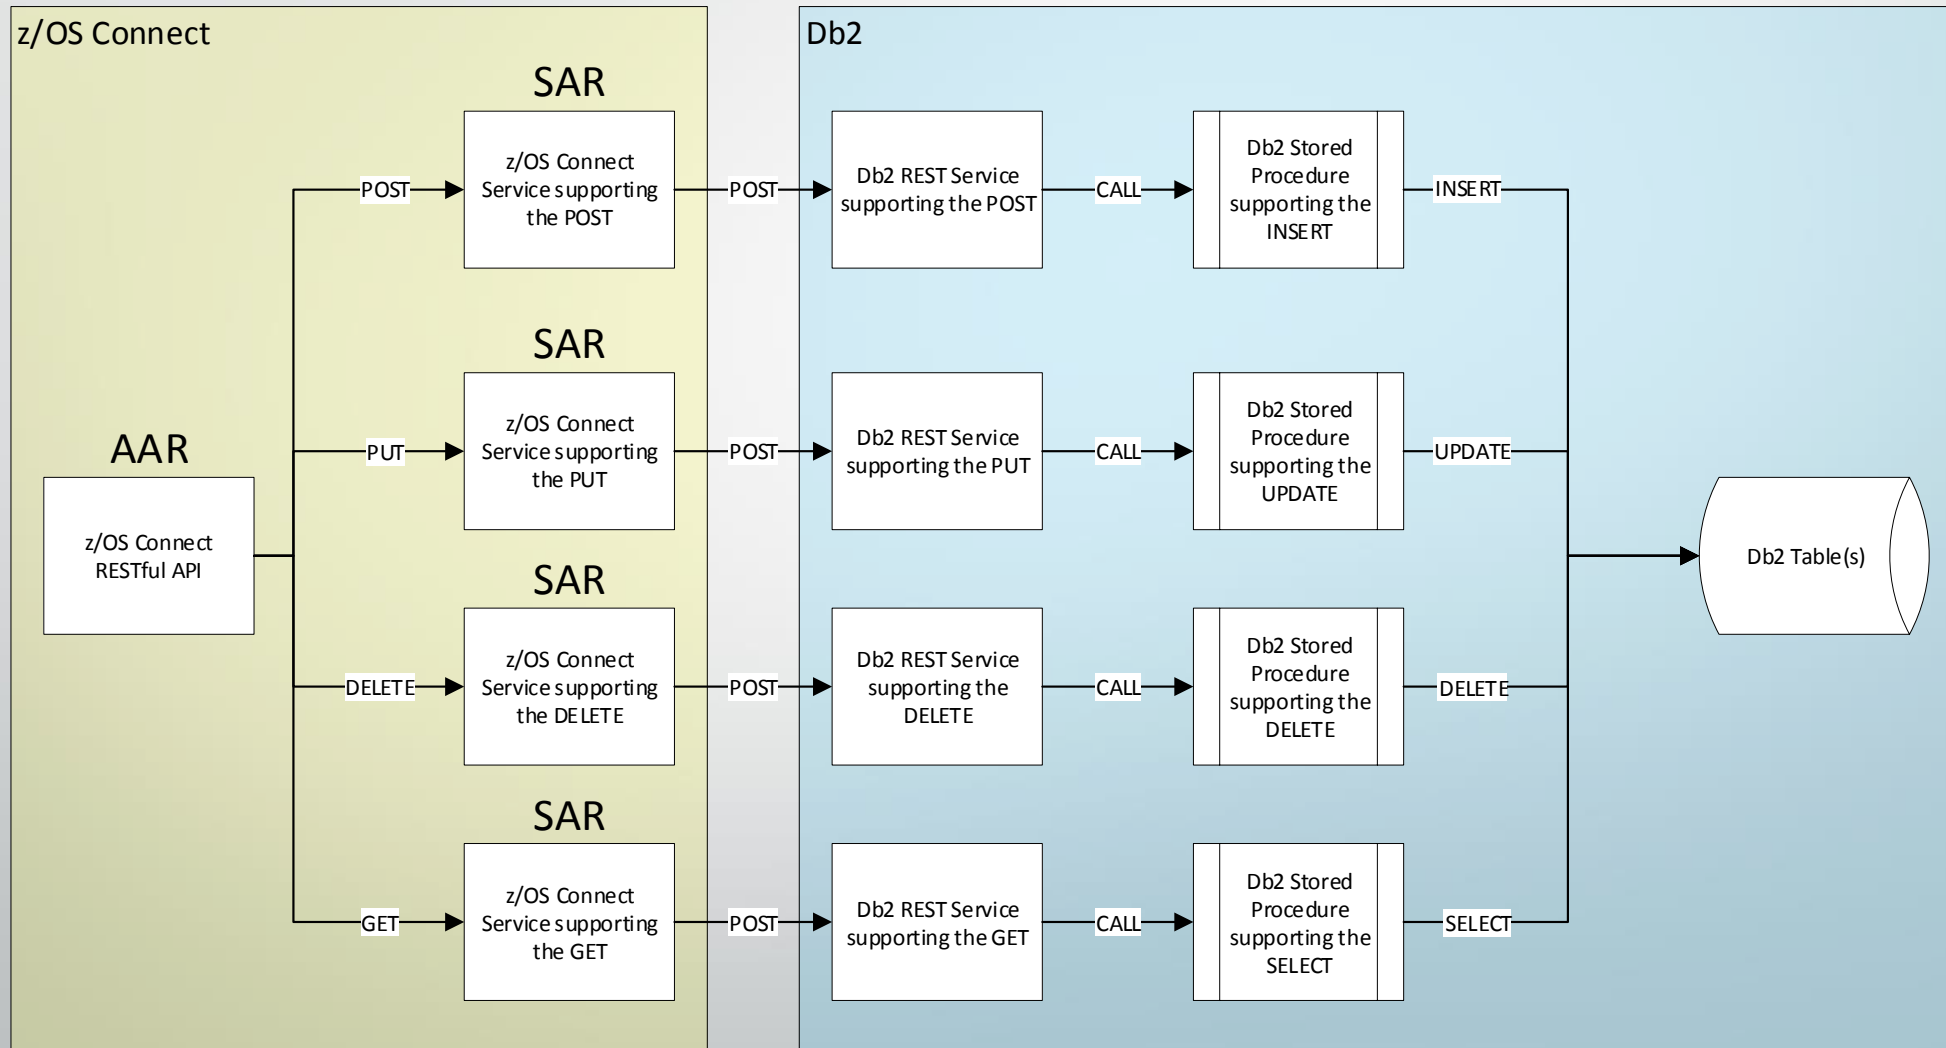 z/OS Connect
Db2
SAR
z/OS Connect
Service supporting
the POST
POST
POST
Db2 REST Service
supporting the POST
CALL
Db2 Stored
Procedure
supporting the
INSERT
INSERT
SAR
z/OS Connect
Service supporting
the PUT
PUT
POST
Db2 REST Service
supporting the PUT
CALL
Db2 Stored
Procedure
supporting the
UPDATE
UPDATE
AAR
z/OS Connect
RESTful API
Db2 Table(s)
SAR
z/OS Connect
Service supporting
the DELETE
DELETE
POST
Db2 REST Service
supporting the
DELETE
CALL
Db2 Stored
Procedure
supporting the
DELETE
DELETE
SAR
z/OS Connect
Service supporting
the GET
GET
POST
Db2 REST Service
supporting the GET
CALL
Db2 Stored
Procedure
supporting the
SELECT
SELECT